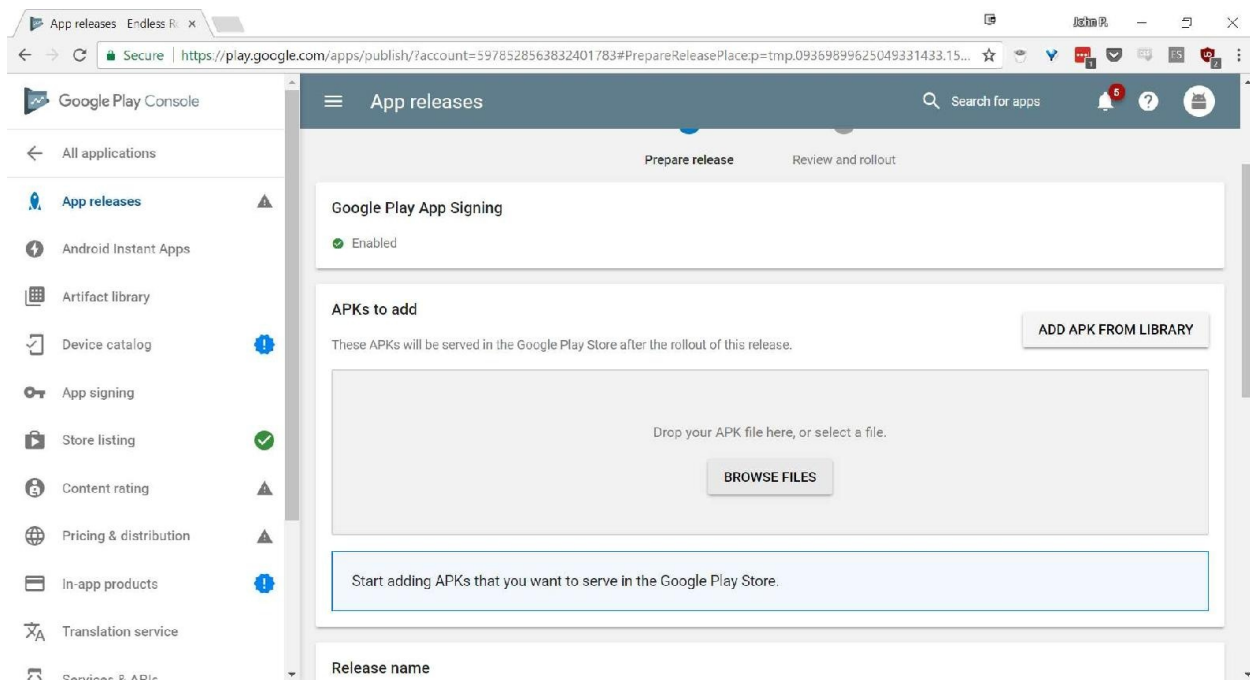 App releases - Endless R
John R.
Secure | https://play.google.com/apps/publish/?account=5978528563832401783#PrepareReleasePlace:p=tmp.09369899625049331433.15...
Google Play Console
App releases
Search for apps
5
All applications
Prepare release
Review and rollout
App releases
Google Play App Signing
Android Instant Apps
Enabled
Artifact library
APKs to add
ADD APK FROM LIBRARY
Device catalog
These APKs will be served in the Google Play Store after the rollout of this release.
App signing
Drop your APK file here, or select a file.
Store listing
BROWSE FILES
Content rating
Pricing & distribution
In-app products
Start adding APKs that you want to serve in the Google Play Store.
Translation service
Release name
Services & APIs